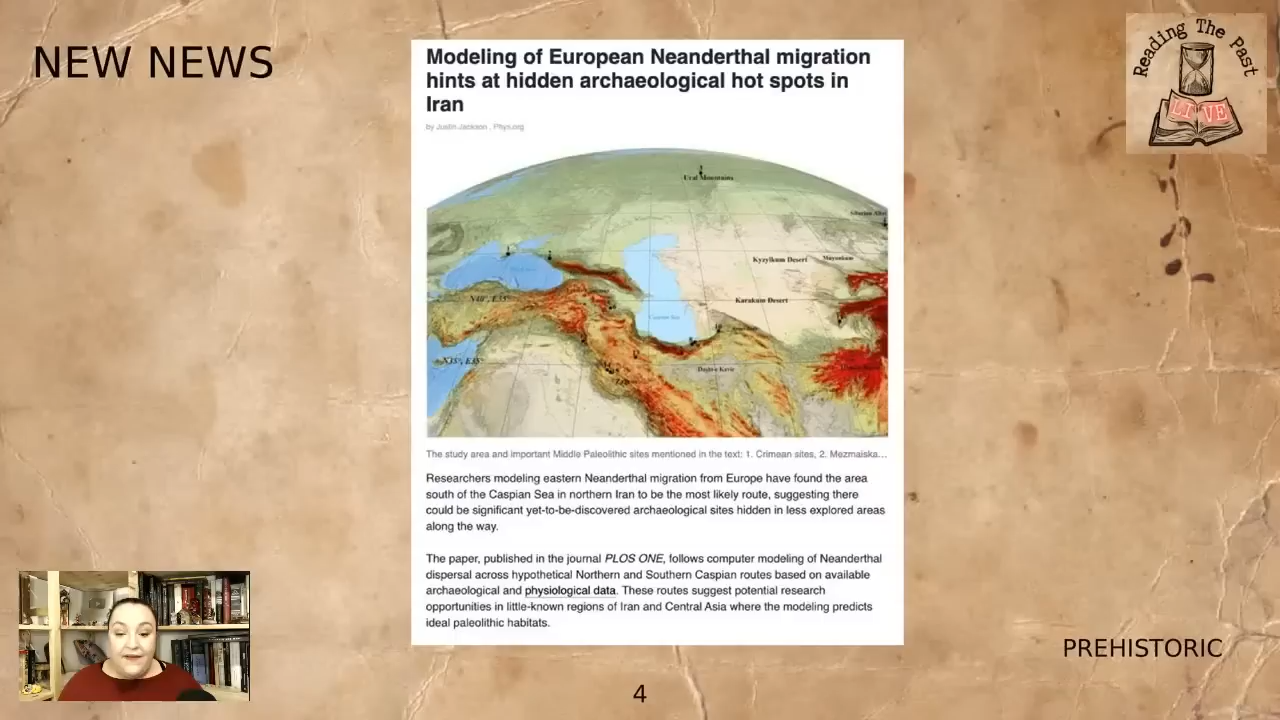 NEW NEWS
Reading The Past
LIVE
Modeling of European Neanderthal migration
hints at hidden archaeological hot spots in
Iran
by Justin Jackson , Phys.org
Ural Mountains
Kyzylkum Desert
Karakum Desert
Caspian Sea
The study area and important Middle Paleolithic sites mentioned in the text: 1. Crimean sites, 2. Mezmaiska…
Researchers modeling eastern Neanderthal migration from Europe have found the area
south of the Caspian Sea in northern Iran to be the most likely route, suggesting there
could be significant yet-to-be-discovered archaeological sites hidden in less explored areas
along the way.
The paper, published in the journal PLOS ONE, follows computer modeling of Neanderthal
dispersal across hypothetical Northern and Southern Caspian routes based on available
archaeological and physiological data. These routes suggest potential research
opportunities in little-known regions of Iran and Central Asia where the modeling predicts
ideal paleolithic habitats.
PREHISTORIC
4